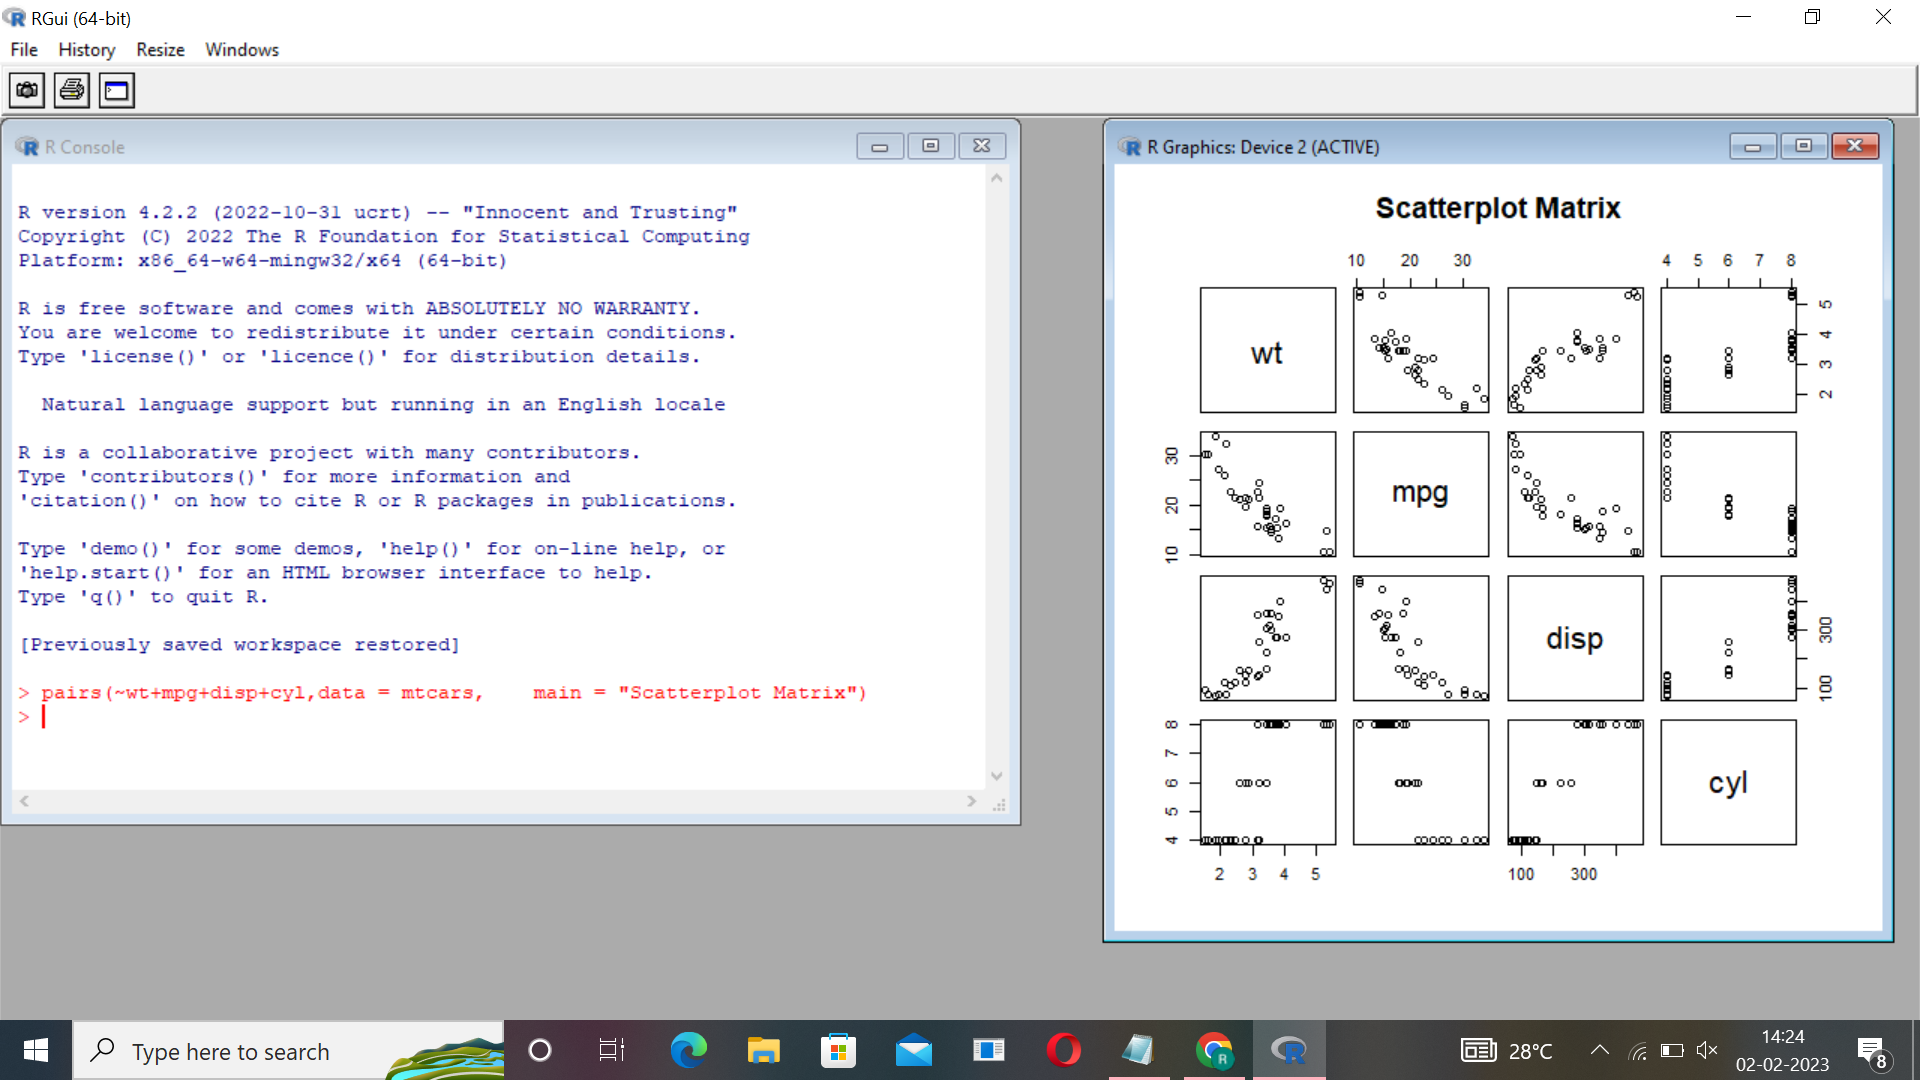 RGui (64-bit)
File History Resize Windows
R Console
R version 4.2.2 (2022-10-31 ucrt) -- "Innocent and Trusting"
Copyright (C) 2022 The R Foundation for Statistical Computing
Platform: x86_64-w64-mingw32/x64 (64-bit)
R is free software and comes with ABSOLUTELY NO WARRANTY.
You are welcome to redistribute it under certain conditions.
Type 'license()' or 'licence()' for distribution details.
Natural language support but running in an English locale
R is a collaborative project with many contributors.
Type 'contributors()' for more information and
'citation()' on how to cite R or R packages in publications.
Type 'demo()' for some demos, 'help()' for on-line help, or
'help.start()' for an HTML browser interface to help.
Type 'q()' to quit R.
[Previously saved workspace restored]
> pairs(~wt+mpg+disp+cyl,data = mtcars,    main = "Scatterplot Matrix")
>
R Graphics: Device 2 (ACTIVE)
Scatterplot Matrix
10 20 30
4 5 6 7 8
wt
2 3 4 5
10 20 30
mpg
disp
100 300
4 5 6 7 8
cyl
2 3 4 5
100 300
Type here to search
R
28°C
14:24
02-02-2023
8